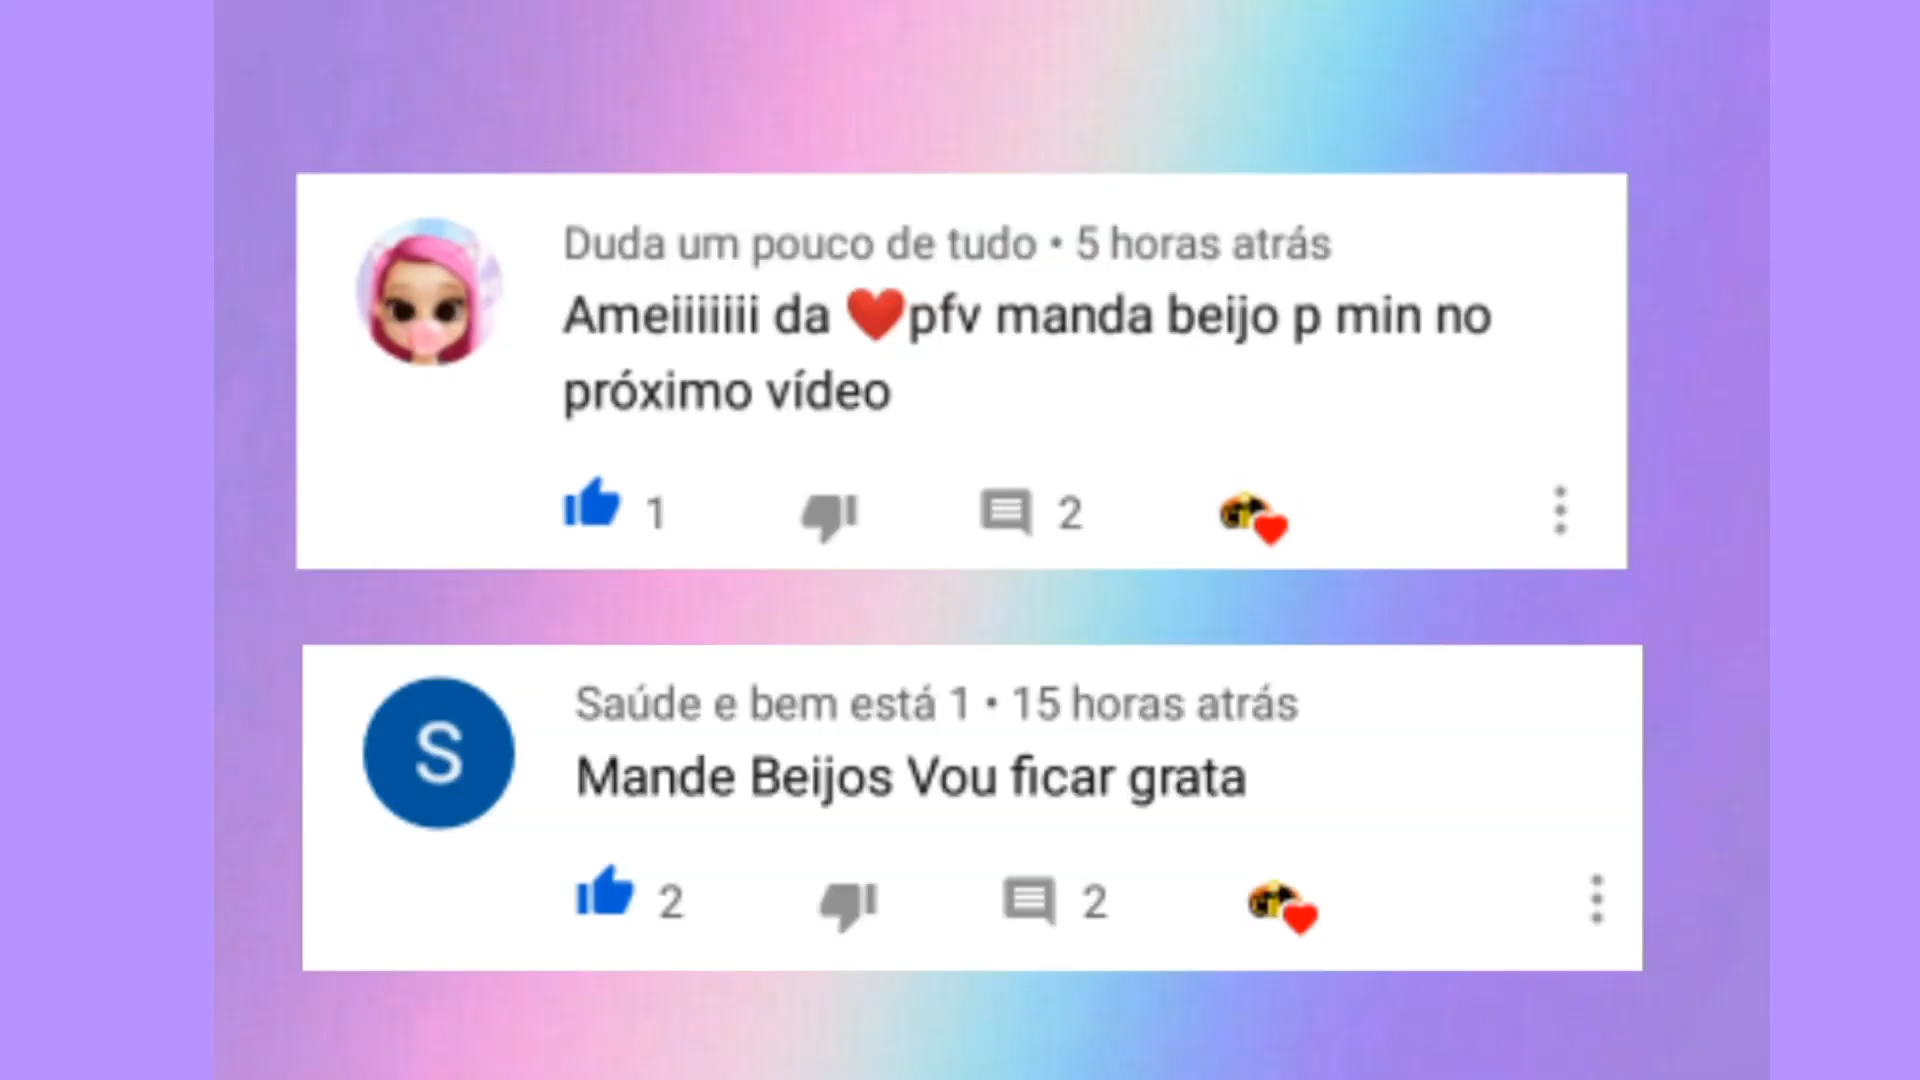 Duda um pouco de tudo • 5 horas atrás
Ameiiiiiii da ❤️pfv manda beijo p min no
próximo vídeo
1 2
S
Saúde e bem está 1 • 15 horas atrás
Mande Beijos Vou ficar grata
2 2